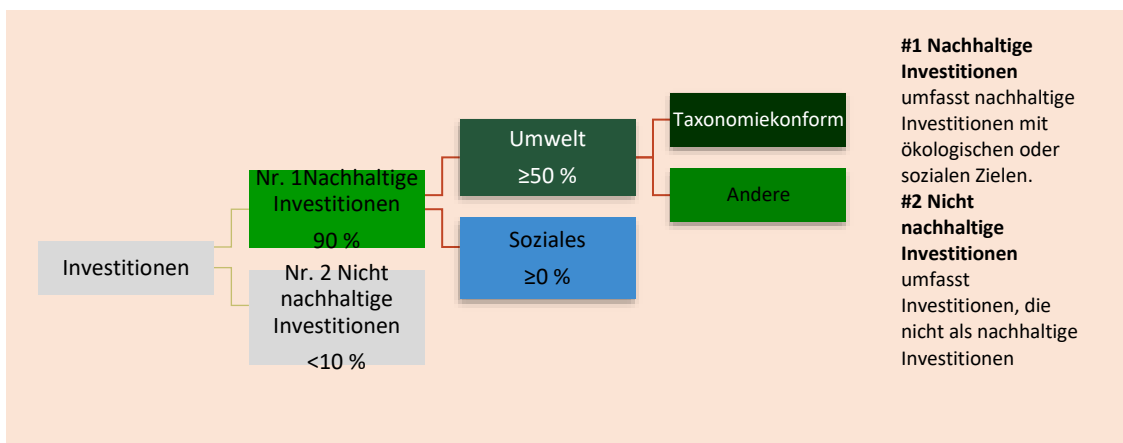 Investitionen
Nr. 1Nachhaltige
Investitionen
90 %
Nr. 2 Nicht
nachhaltige
Investitionen
<10 %
Umwelt
≥50 %
Soziales
≥0 %
Taxonomiekonform
Andere
#1 Nachhaltige
Investitionen
umfasst nachhaltige
Investitionen mit
ökologischen oder
sozialen Zielen.
#2 Nicht
nachhaltige
Investitionen
umfasst
Investitionen, die
nicht als nachhaltige
Investitionen